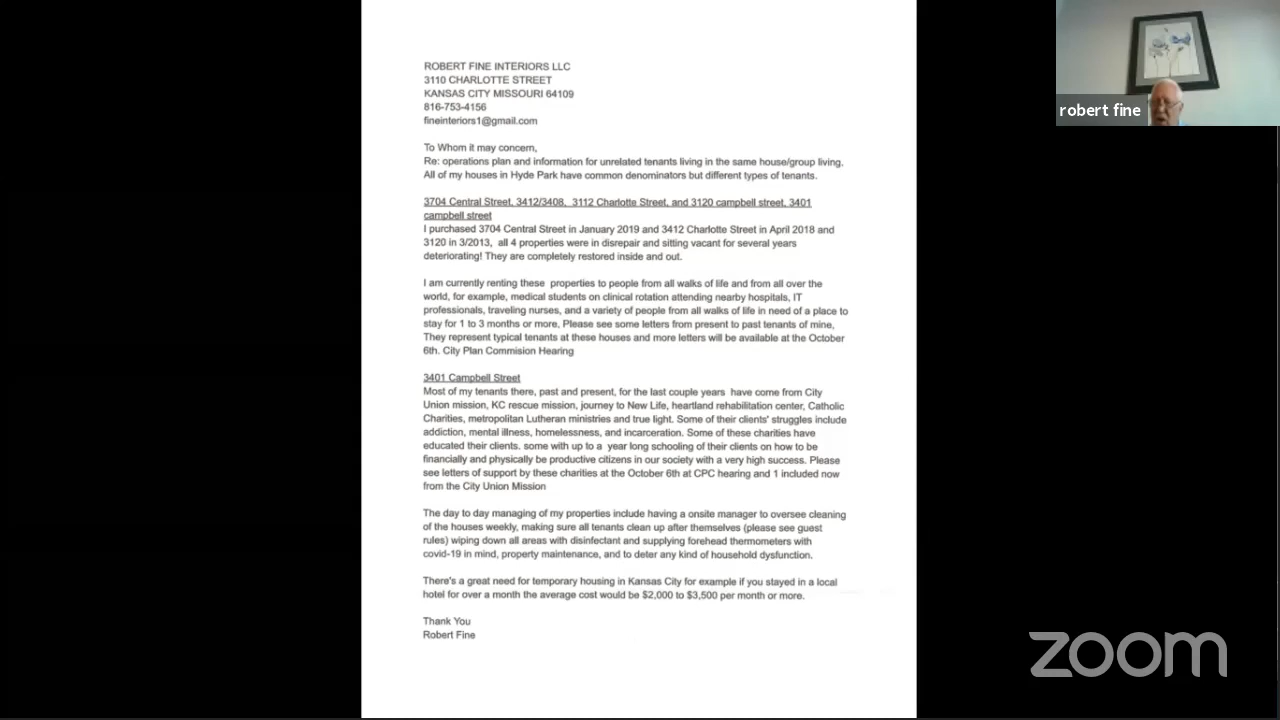 ROBERT FINE INTERIORS LLC
3110 CHARLOTTE STREET
KANSAS CITY MISSOURI 64109
816-753-4156
fineinteriors1@gmail.com
To Whom it may concern,
Re: operations plan and information for unrelated tenants living in the same house/group living.
All of my houses in Hyde Park have common denominators but different types of tenants.
3704 Central Street, 3412/3408, 3112 Charlotte Street, and 3120 campbell street, 3401
campbell street
I purchased 3704 Central Street in January 2019 and 3412 Charlotte Street in April 2018 and
3120 in 3/2013, all 4 properties were in disrepair and sitting vacant for several years
deteriorating! They are completely restored inside and out.
I am currently renting these properties to people from all walks of life and from all over the
world, for example, medical students on clinical rotation attending nearby hospitals, IT
professionals, traveling nurses, and a variety of people from all walks of life in need of a place to
stay for 1 to 3 months or more. Please see some letters from present to past tenants of mine.
They represent typical tenants at these houses and more letters will be available at the October
6th. City Plan Commision Hearing
3401 Campbell Street
Most of my tenants there, past and present, for the last couple years have come from City
Union mission, KC rescue mission, journey to New Life, heartland rehabilitation center, Catholic
Charities, metropolitan Lutheran ministries and true light. Some of their clients' struggles include
addiction, mental illness, homelessness, and incarceration. Some of these charities have
educated their clients. some with up to a year long schooling of their clients on how to be
financially and physically be productive citizens in our society with a very high success. Please
see letters of support by these charities at the October 6th at CPC hearing and 1 included now
from the City Union Mission
The day to day managing of my properties include having a onsite manager to oversee cleaning
of the houses weekly, making sure all tenants clean up after themselves (please see guest
rules) wiping down all areas with disinfectant and supplying forehead thermometers with
covid-19 in mind, property maintenance, and to deter any kind of household dysfunction.
There's a great need for temporary housing in Kansas City for example if you stayed in a local
hotel for over a month the average cost would be $2,000 to $3,500 per month or more.
Thank You
Robert Fine
robert fine
zoom